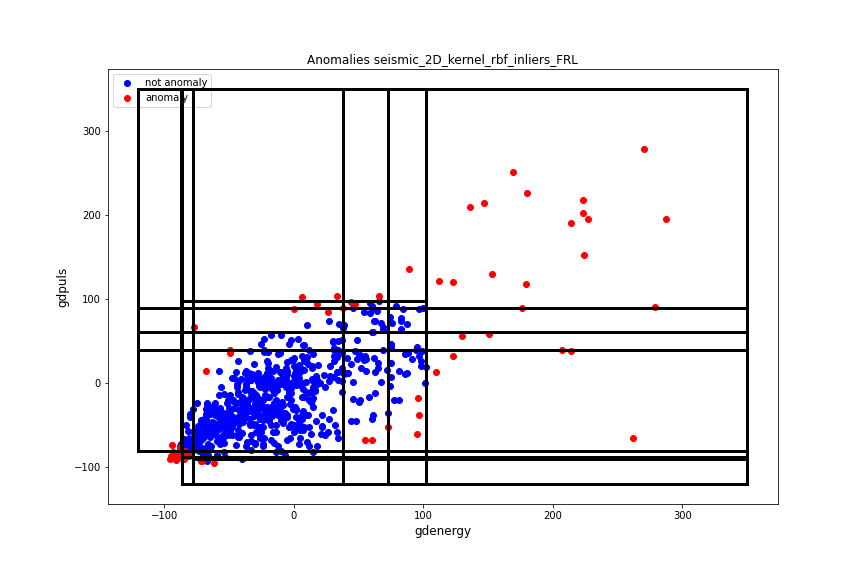 Anomalies seismic_2D_kernel_rbf_inliers_FRL
not anomaly
anomaly
gdpuls
300
200
100
0
−100
−100
0
100
200
300
gdenergy